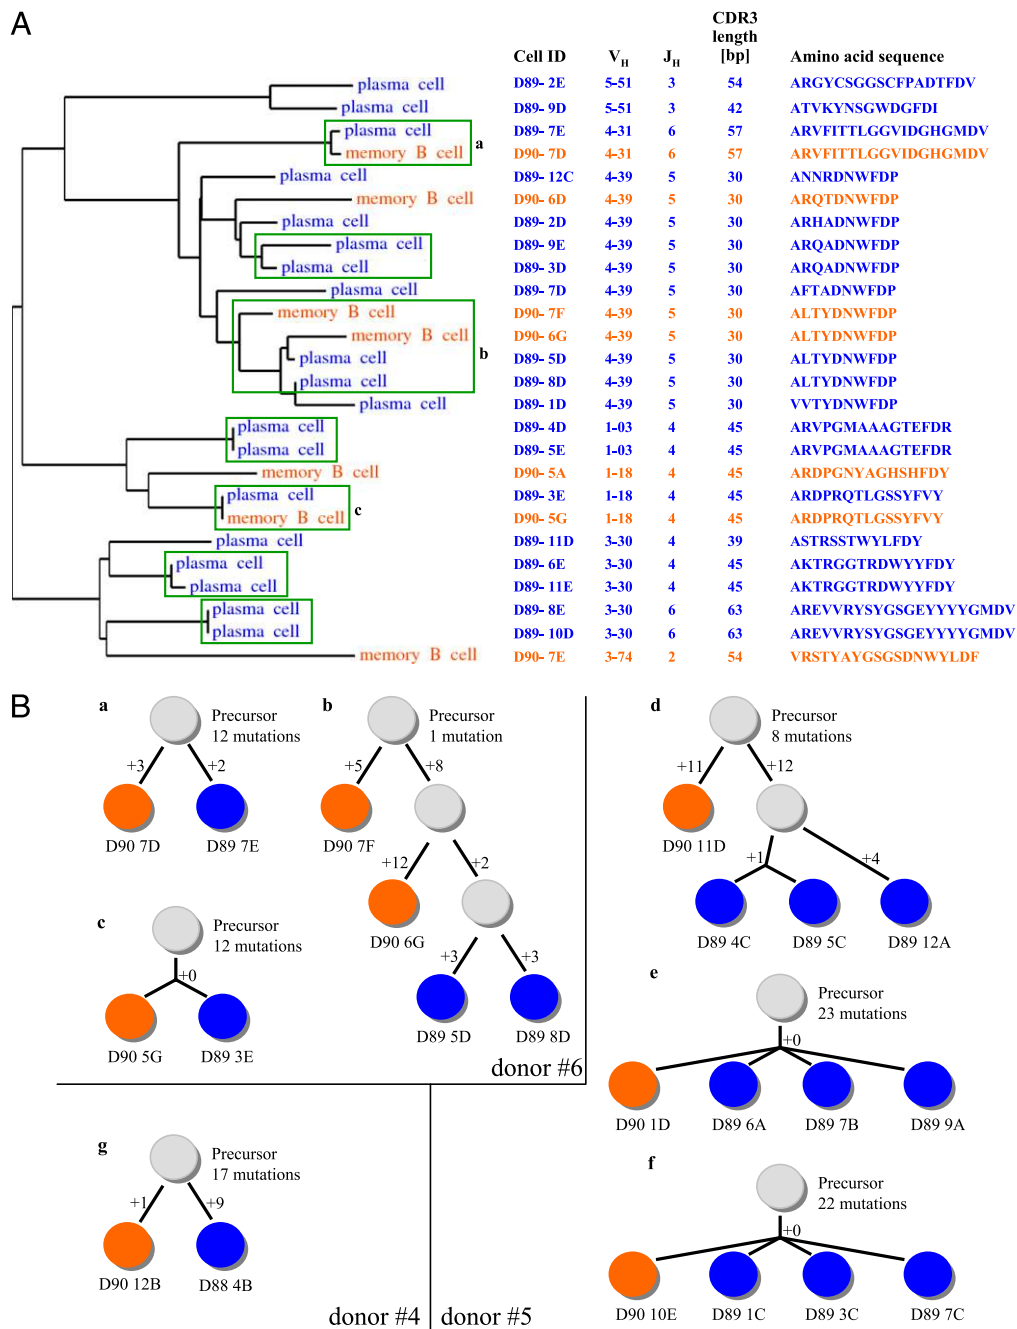 A
CDR3
length
[bp]
Cell ID VH JH Amino acid sequence
plasma cell D89- 2E 5-51 3 54 ARGYCSGGSCFPADTFDV
plasma cell D89- 9D 5-51 3 42 ATVKYNSGWDGFDI
plasma cell D89- 7E 4-31 6 57 ARVFITTLGGVIDGHGMDV
a
memory B cell D90- 7D 4-31 6 57 ARVFITTLGGVIDGHGMDV
plasma cell D89- 12C 4-39 5 30 ANNRDNWFDP
memory B cell D90- 6D 4-39 5 30 ARQTDNWFDP
plasma cell D89- 2D 4-39 5 30 ARHADNWFDP
plasma cell D89- 9E 4-39 5 30 ARQADNWFDP
plasma cell D89- 3D 4-39 5 30 ARQADNWFDP
plasma cell D89- 7D 4-39 5 30 AFTADNWFDP
memory B cell D90- 7F 4-39 5 30 ALTYDNWFDP
memory B cell D90- 6G 4-39 5 30 ALTYDNWFDP
b
plasma cell D89- 5D 4-39 5 30 ALTYDNWFDP
plasma cell D89- 8D 4-39 5 30 ALTYDNWFDP
plasma cell D89- 1D 4-39 5 30 VVTYDNWFDP
plasma cell D89- 4D 1-03 4 45 ARVPGMAAAGTEFDR
plasma cell D89- 5E 1-03 4 45 ARVPGMAAAGTEFDR
memory B cell D90- 5A 1-18 4 45 ARDPGNYAGHSHFDY
plasma cell D89- 3E 1-18 4 45 ARDPRQTLGSSYFVY
c
memory B cell D90- 5G 1-18 4 45 ARDPRQTLGSSYFVY
plasma cell D89- 11D 3-30 4 39 ASTRSSTWYLFDY
plasma cell D89- 6E 3-30 4 45 AKTRGGTRDWYYFDY
plasma cell D89- 11E 3-30 4 45 AKTRGGTRDWYYFDY
plasma cell D89- 8E 3-30 6 63 AREVVRYSYGSGEYYYYGMDV
plasma cell D89- 10D 3-30 6 63 AREVVRYSYGSGEYYYYGMDV
memory B cell D90- 7E 3-74 2 54 VRSTYAYGSGSDNWYLDF
B
a
Precursor
12 mutations
+3 +2
D90 7D D89 7E
b
Precursor
1 mutation
+5 +8
D90 7F
+12 +2
D90 6G
+3 +3
D89 5D D89 8D
c
Precursor
12 mutations
+0
D90 5G D89 3E
donor #6
d
Precursor
8 mutations
+11 +12
D90 11D
+1 +4
D89 4C D89 5C D89 12A
e
Precursor
23 mutations
+0
D90 1D D89 6A D89 7B D89 9A
f
Precursor
22 mutations
+0
D90 10E D89 1C D89 3C D89 7C
g
Precursor
17 mutations
+1 +9
D90 12B D88 4B
donor #4 donor #5